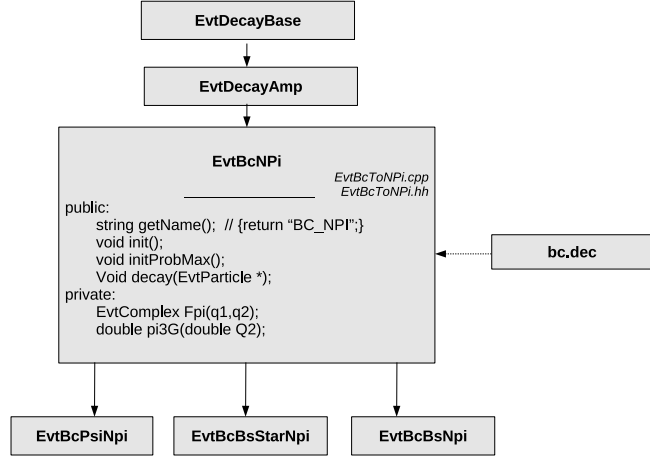 EvtDecayBase
EvtDecayAmp
EvtBcNPi
EvtBcToNPi.cpp
EvtBcToNPi.hh
public:
string getName(); // {return “BC_NPI”;}
void init();
void initProbMax();
Void decay(EvtParticle *);
private:
EvtComplex Fpi(q1,q2);
double pi3G(double Q2);
bc.dec
EvtBcPsiNpi
EvtBcBsStarNpi
EvtBcBsNpi